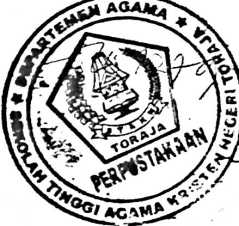 DEPARTEMEN AGAMA
SEKOLAH TINGGI AGAMA KRISTEN NEGERI TORAJA
TORAJA
PERPUSTAKAAN